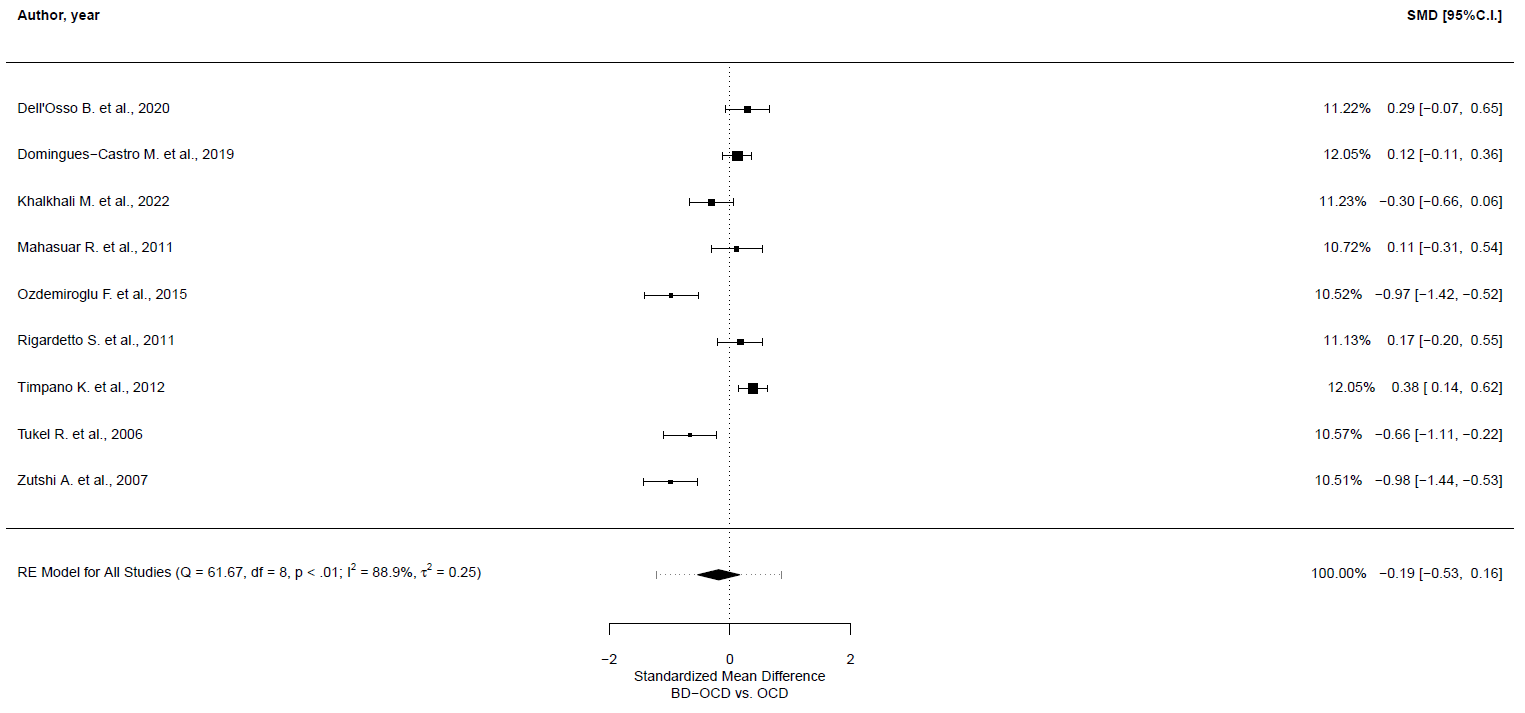 Author, year SMD [95%C.I.]
Dell'Osso B. et al., 2020 11.22% 0.29 [−0.07, 0.65]
Domingues−Castro M. et al., 2019 12.05% 0.12 [−0.11, 0.36]
Khalkhali M. et al., 2022 11.23% −0.30 [−0.66, 0.06]
Mahasuar R. et al., 2011 10.72% 0.11 [−0.31, 0.54]
Ozdemiroglu F. et al., 2015 10.52% −0.97 [−1.42, −0.52]
Rigardetto S. et al., 2011 11.13% 0.17 [−0.20, 0.55]
Timpano K. et al., 2012 12.05% 0.38 [ 0.14, 0.62]
Tukel R. et al., 2006 10.57% −0.66 [−1.11, −0.22]
Zutshi A. et al., 2007 10.51% −0.98 [−1.44, −0.53]
RE Model for All Studies (Q = 61.67, df = 8, p < .01; I² = 88.9%, τ² = 0.25) 100.00% −0.19 [−0.53, 0.16]
−2 0 2
Standardized Mean Difference
BD−OCD vs. OCD